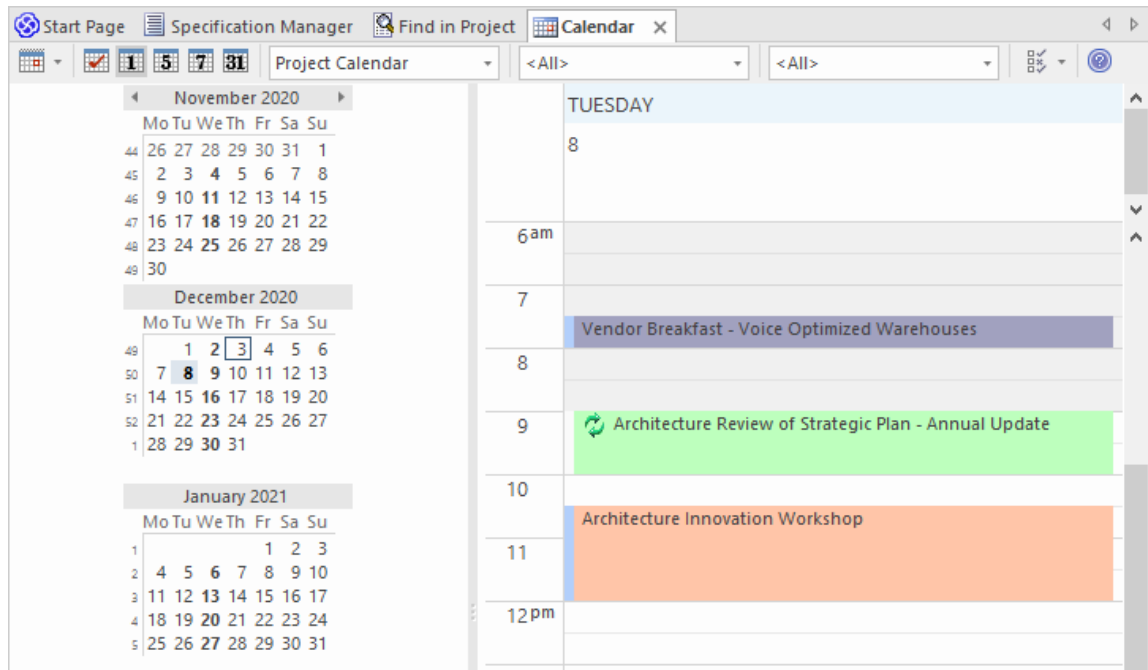 Start Page Specification Manager Find in Project Calendar
1 5 7 31 Project Calendar <All> <All>
November 2020
Mo Tu We Th Fr Sa Su
44 26 27 28 29 30 31 1
45 2 3 4 5 6 7 8
46 9 10 11 12 13 14 15
47 16 17 18 19 20 21 22
48 23 24 25 26 27 28 29
49 30
December 2020
Mo Tu We Th Fr Sa Su
49 1 2 3 4 5 6
50 7 8 9 10 11 12 13
51 14 15 16 17 18 19 20
52 21 22 23 24 25 26 27
1 28 29 30 31
January 2021
Mo Tu We Th Fr Sa Su
1 1 2 3
2 4 5 6 7 8 9 10
3 11 12 13 14 15 16 17
4 18 19 20 21 22 23 24
5 25 26 27 28 29 30 31
TUESDAY
8
6 am
7
Vendor Breakfast - Voice Optimized Warehouses
8
9 Architecture Review of Strategic Plan - Annual Update
10
Architecture Innovation Workshop
11
12 pm